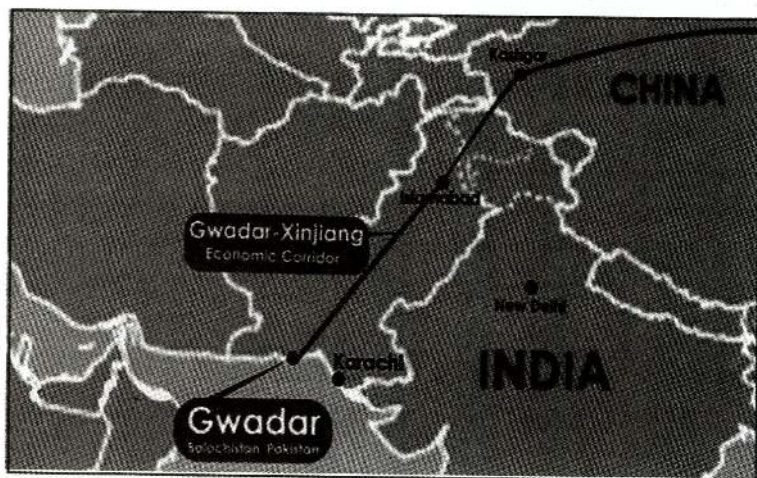 Kashgar
CHINA
Islamabad
Gwadar-Xinjiang
Economic Corridor
New Delhi
Karachi
INDIA
Gwadar
Balochistan Pakistan